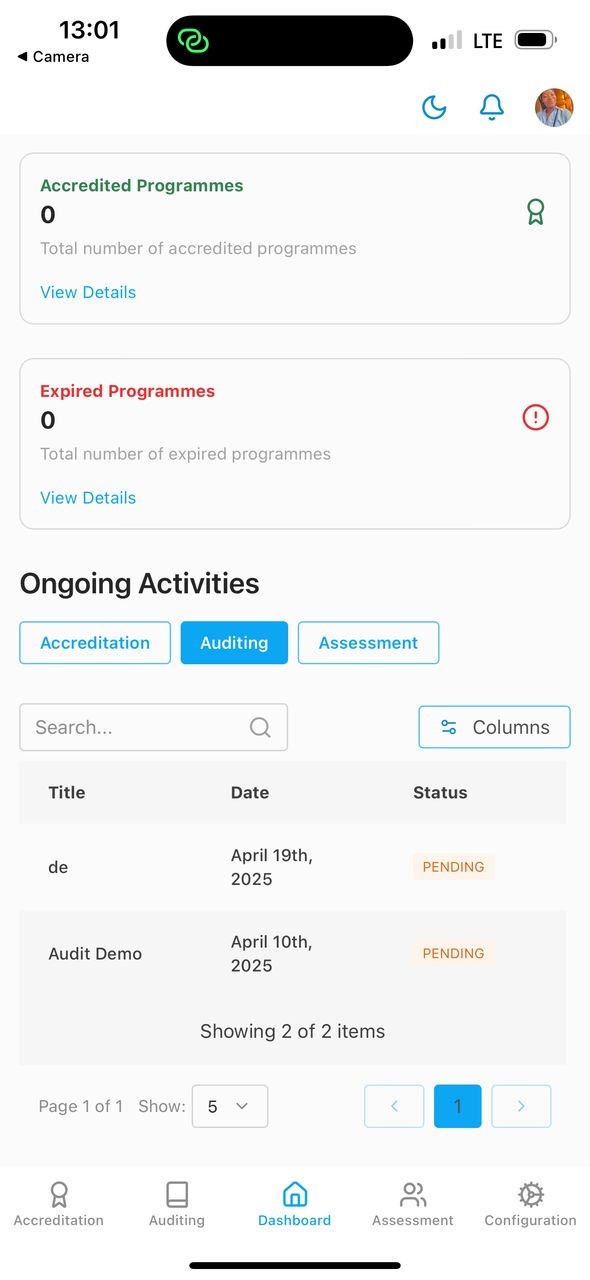 13:01
LTE
◀ Camera
Accredited Programmes
0
Total number of accredited programmes
View Details
Expired Programmes
0
Total number of expired programmes
View Details
Ongoing Activities
Accreditation Auditing Assessment
Search... Columns
Title Date Status
de April 19th, 2025 PENDING
Audit Demo April 10th, 2025 PENDING
Showing 2 of 2 items
Page 1 of 1 Show: 5 1
Accreditation Auditing Dashboard Assessment Configuration